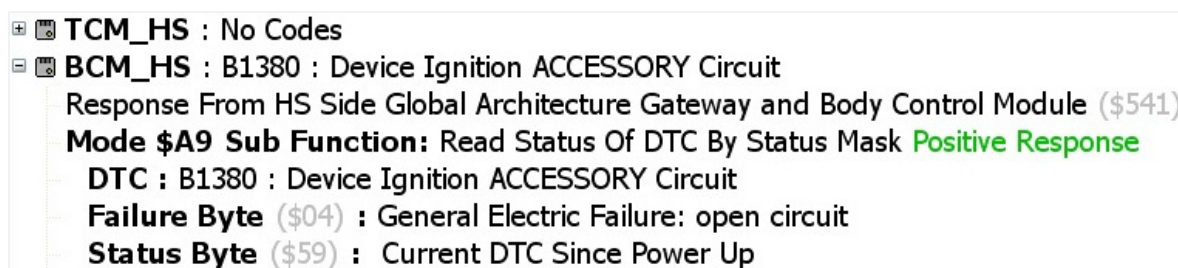 TCM_HS : No Codes
BCM_HS : B1380 : Device Ignition ACCESSORY Circuit
Response From HS Side Global Architecture Gateway and Body Control Module ($541)
Mode $A9 Sub Function: Read Status Of DTC By Status Mask Positive Response
DTC : B1380 : Device Ignition ACCESSORY Circuit
Failure Byte ($04) : General Electric Failure: open circuit
Status Byte ($59) : Current DTC Since Power Up